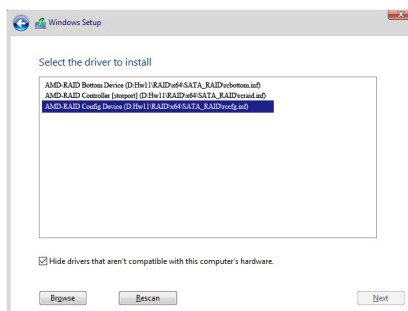 Windows Setup
Select the driver to install
AMD-RAID Bottom Device (D:Hw11\RAID\x64\SATA_RAID\rcbottom.inf)
AMD-RAID Controller [storport] (D:Hw11\RAID\x64\SATA_RAID\rcraid.inf)
AMD-RAID Config Device (D:Hw11\RAID\x64\SATA_RAID\rccfg.inf)
Hide drivers that aren't compatible with this computer's hardware.
Browse
Rescan
Next